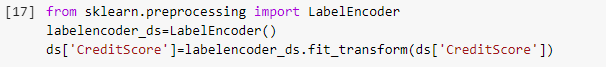 [17] from sklearn.preprocessing import LabelEncoder
labelencoder_ds=LabelEncoder()
ds['CreditScore']=labelencoder_ds.fit_transform(ds['CreditScore'])